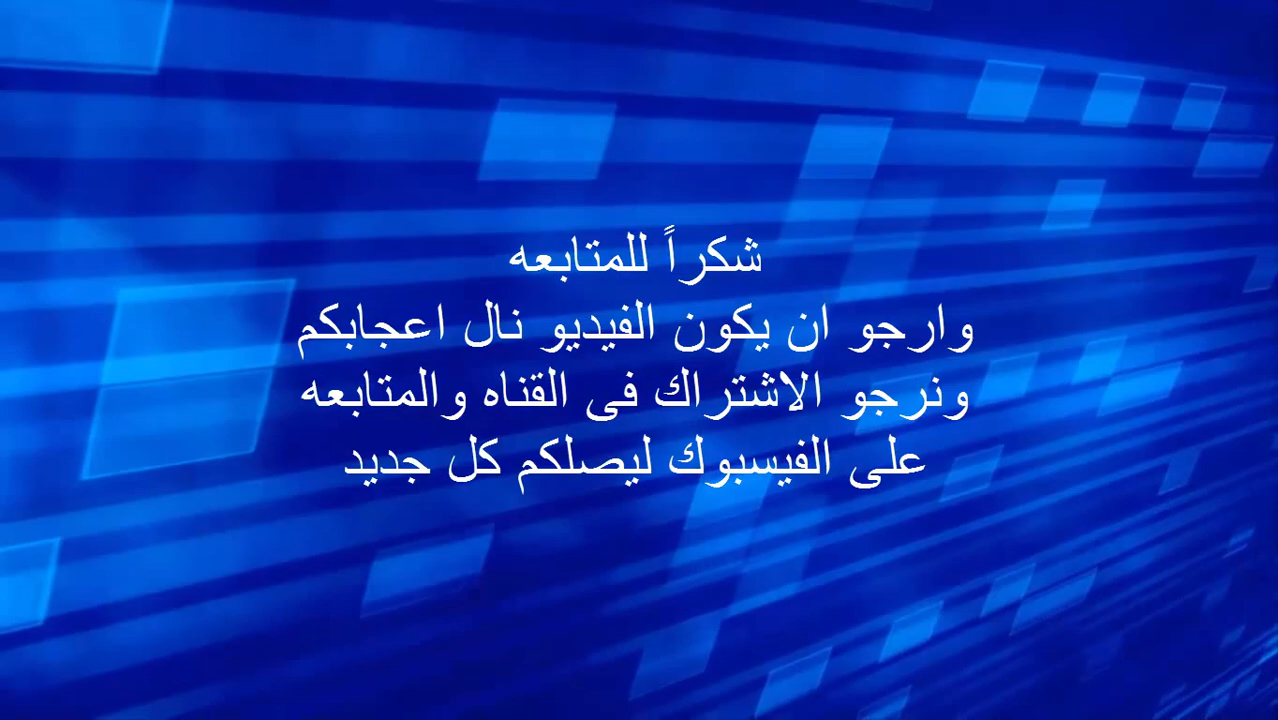 شكراً للمتابعه
وارجو ان يكون الفيديو نال اعجابكم
ونرجو الاشتراك فى القناه والمتابعه
على الفيسبوك ليصلكم كل جديد